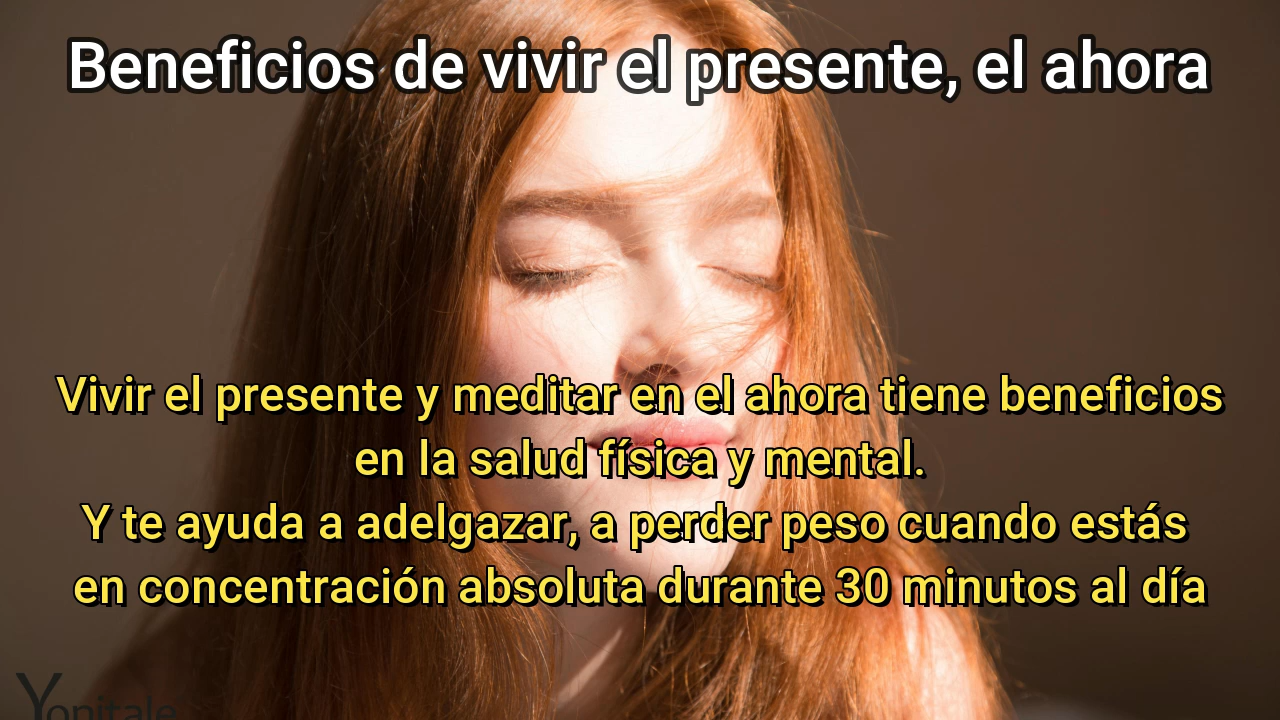 Beneficios de vivir el presente, el ahora
Vivir el presente y meditar en el ahora tiene beneficios
en la salud física y mental.
Y te ayuda a adelgazar, a perder peso cuando estás
en concentración absoluta durante 30 minutos al día
Yonitale